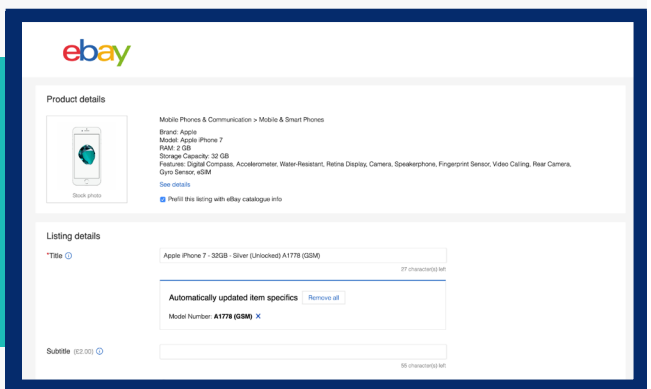 ebay
Product details
Mobile Phones & Communication > Mobile & Smart Phones
Brand: Apple
Model: Apple iPhone 7
RAM: 2 GB
Storage Capacity: 32 GB
Features: Digital Compass, Accelerometer, Water-Resistant, Retina Display, Camera, Speakerphone, Fingerprint Sensor, Video Calling, Rear Camera,
Gyro Sensor, eSIM
See details
Stock photo
Prefill this listing with eBay catalogue info
Listing details
*Title
Apple iPhone 7 - 32GB - Silver (Unlocked) A1778 (GSM)
27 character(s) left
Automatically updated item specifics Remove all
Model Number: A1778 (GSM) X
Subtitle (£2.00)
55 character(s) left